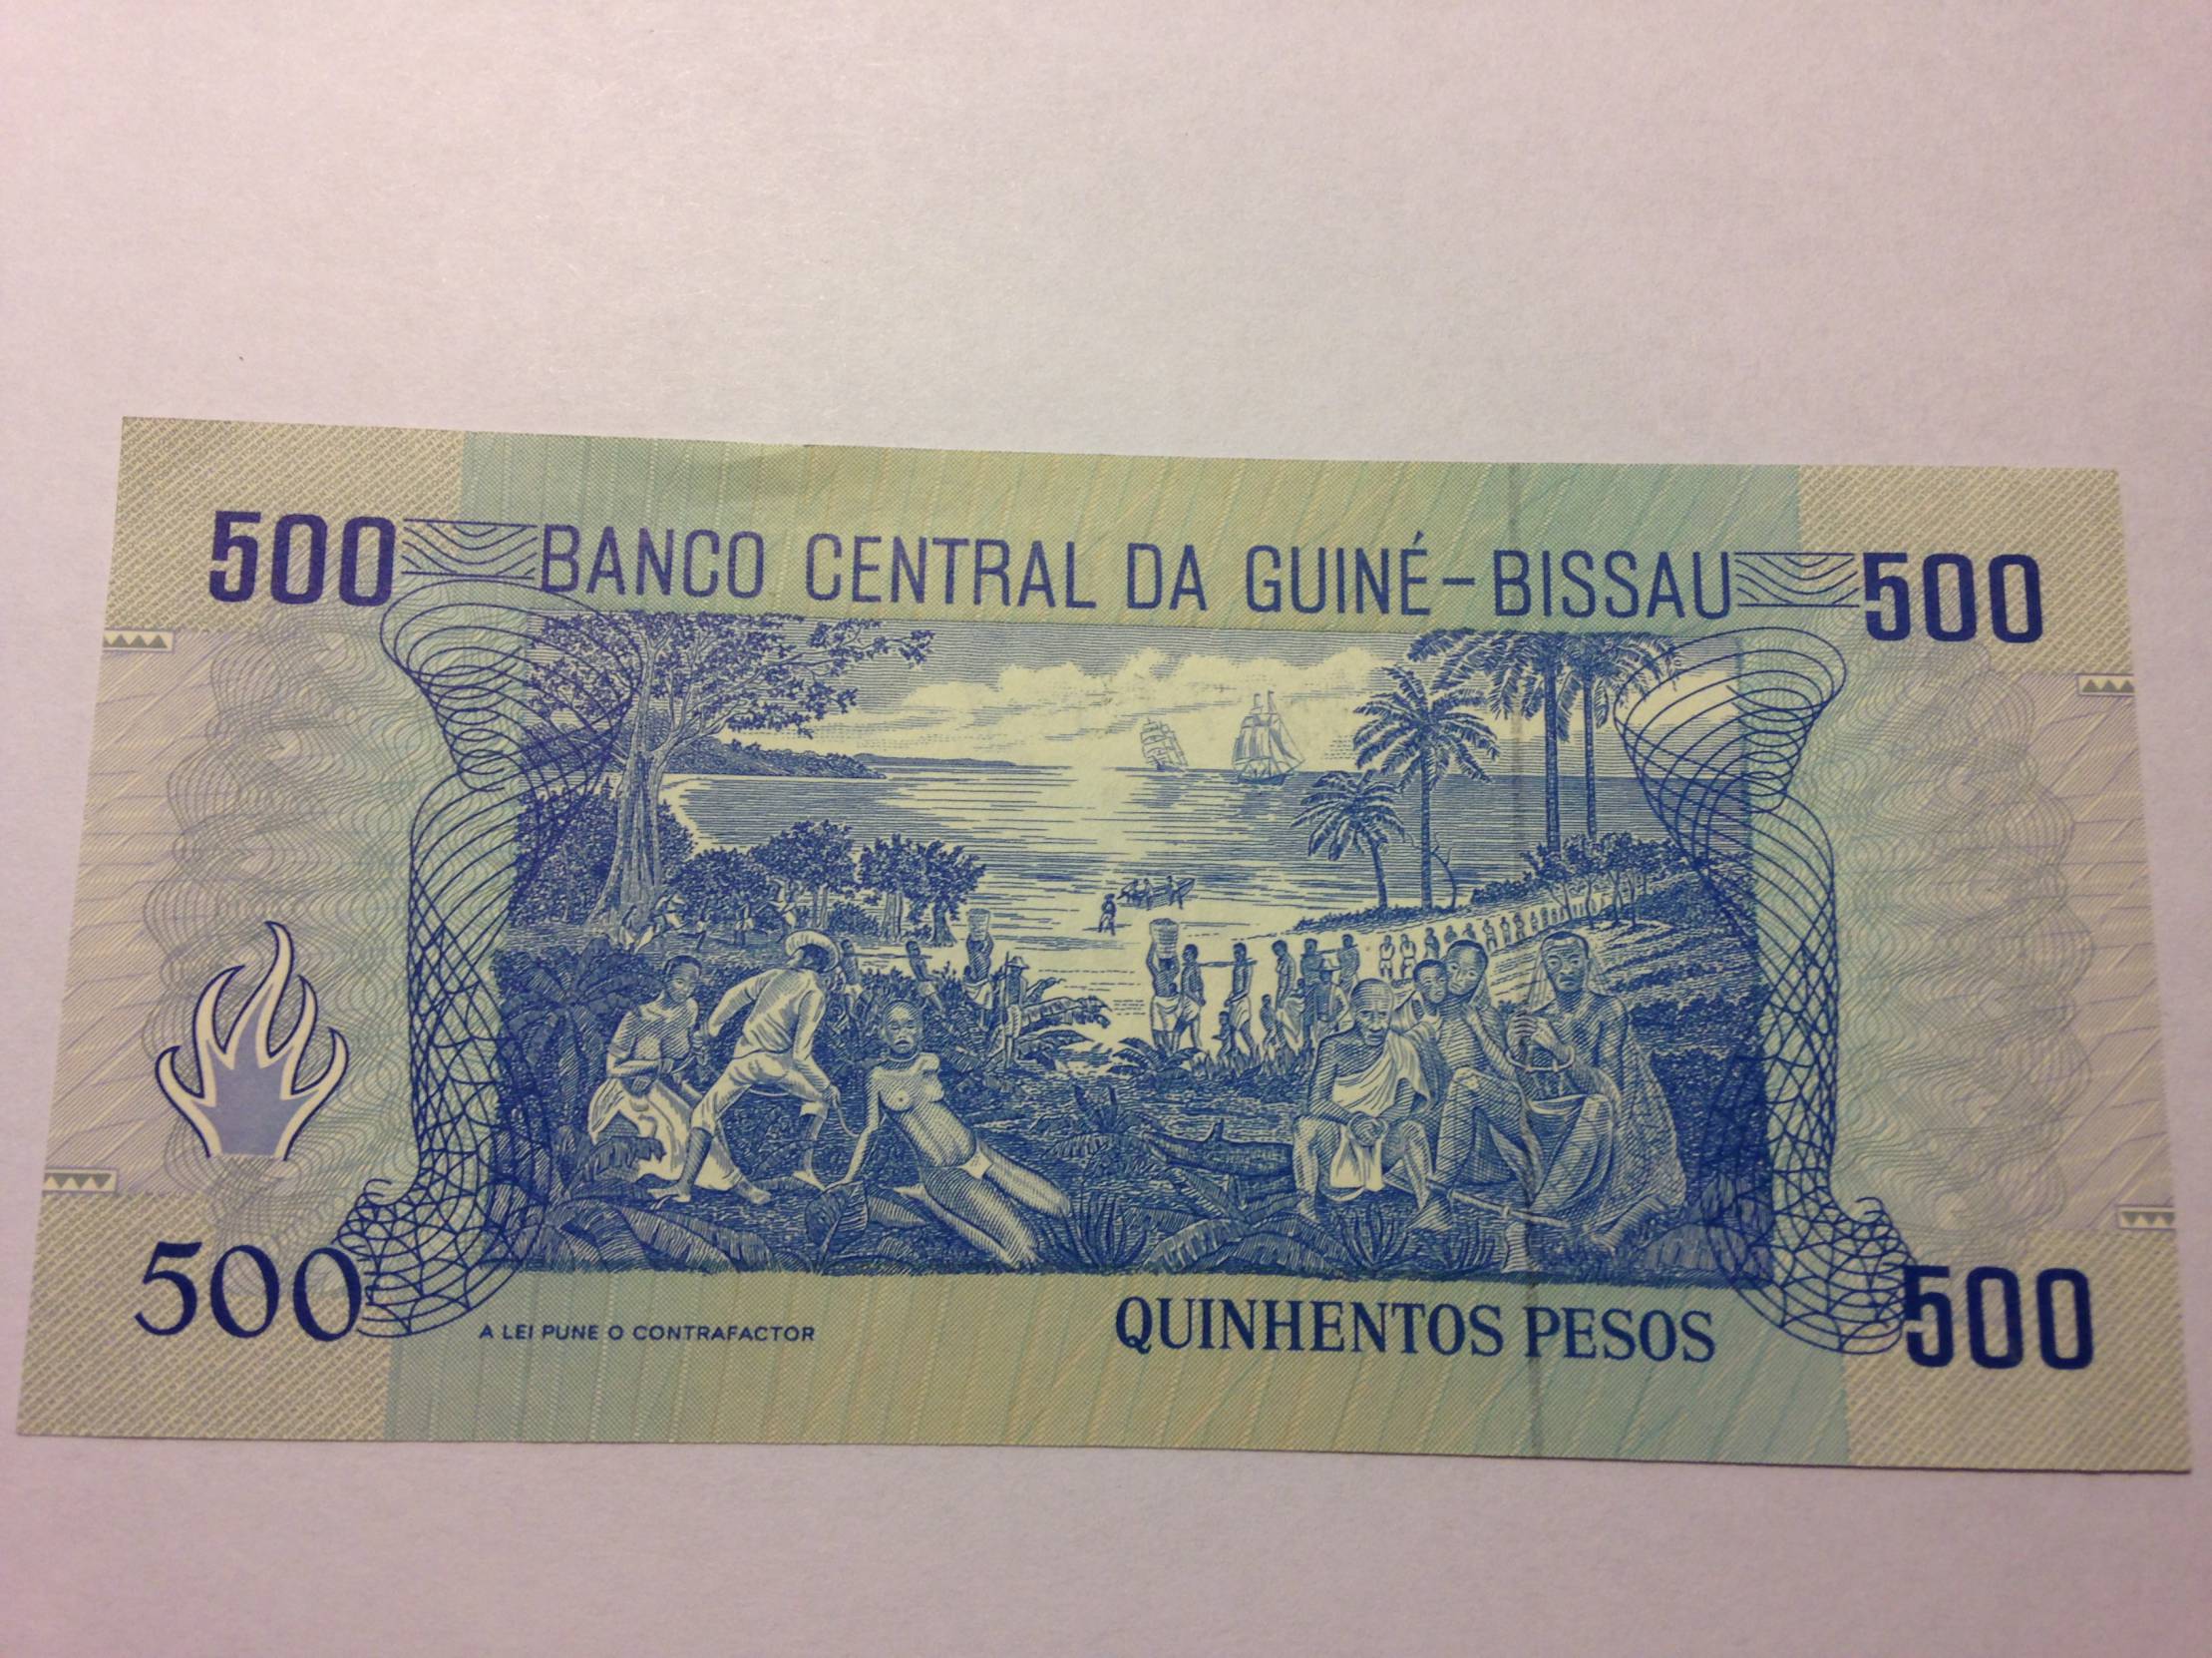 500 BANCO CENTRAL DA GUINÉ-BISSAU 500
500 A LEI PUNE O CONTRAFACTOR QUINHENTOS PESOS 500